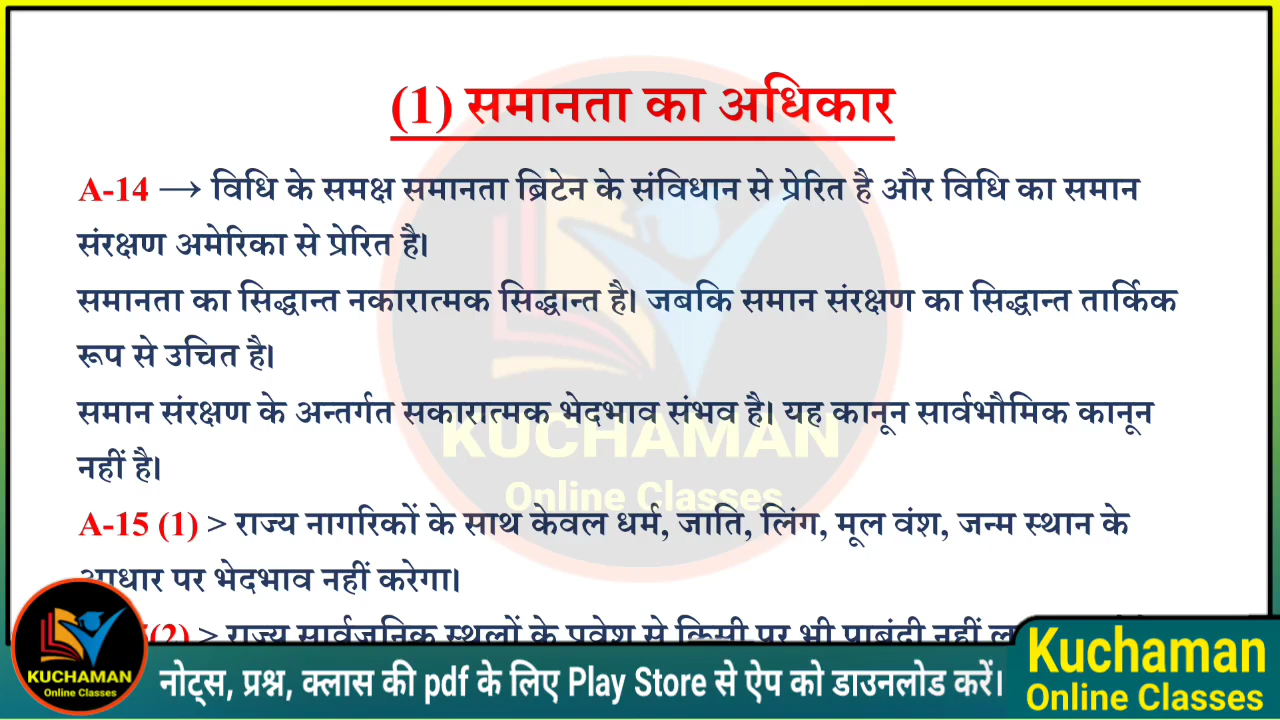 (1) समानता का अधिकार
A-14 → विधि के समक्ष समानता ब्रिटेन के संविधान से प्रेरित है और विधि का समान
संरक्षण अमेरिका से प्रेरित है।
समानता का सिद्धान्त नकारात्मक सिद्धान्त है। जबकि समान संरक्षण का सिद्धान्त तार्किक
रूप से उचित है।
समान संरक्षण के अन्तर्गत सकारात्मक भेदभाव संभव है। यह कानून सार्वभौमिक कानून
नहीं है।
KUCHAMAN
Online Classes
A-15 (1) > राज्य नागरिकों के साथ केवल धर्म, जाति, लिंग, मूल वंश, जन्म स्थान के
आधार पर भेदभाव नहीं करेगा।
(2) > राज्य सार्वजनिक स्थलों के प्रवेश से किसी पर भी पाबंदी नहीं
KUCHAMAN
Online Classes
नोट्स, प्रश्न, क्लास की pdf के लिए Play Store से ऐप को डाउनलोड करें।
Kuchaman
Online Classes